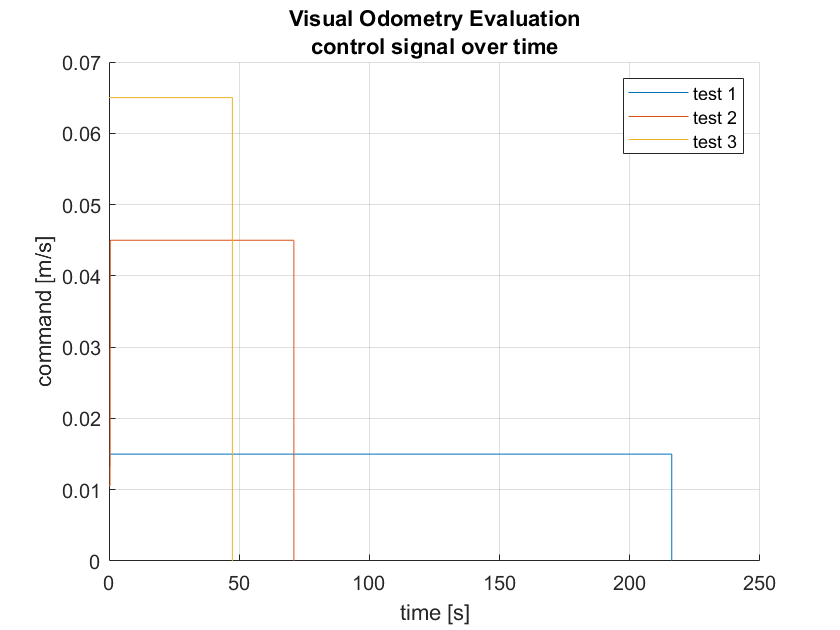 Visual Odometry Evaluation
control signal over time
0.07
0.06
0.05
0.04
0.03
0.02
0.01
0
command [m/s]
test 1
test 2
test 3
0 50 100 150 200 250
time [s]